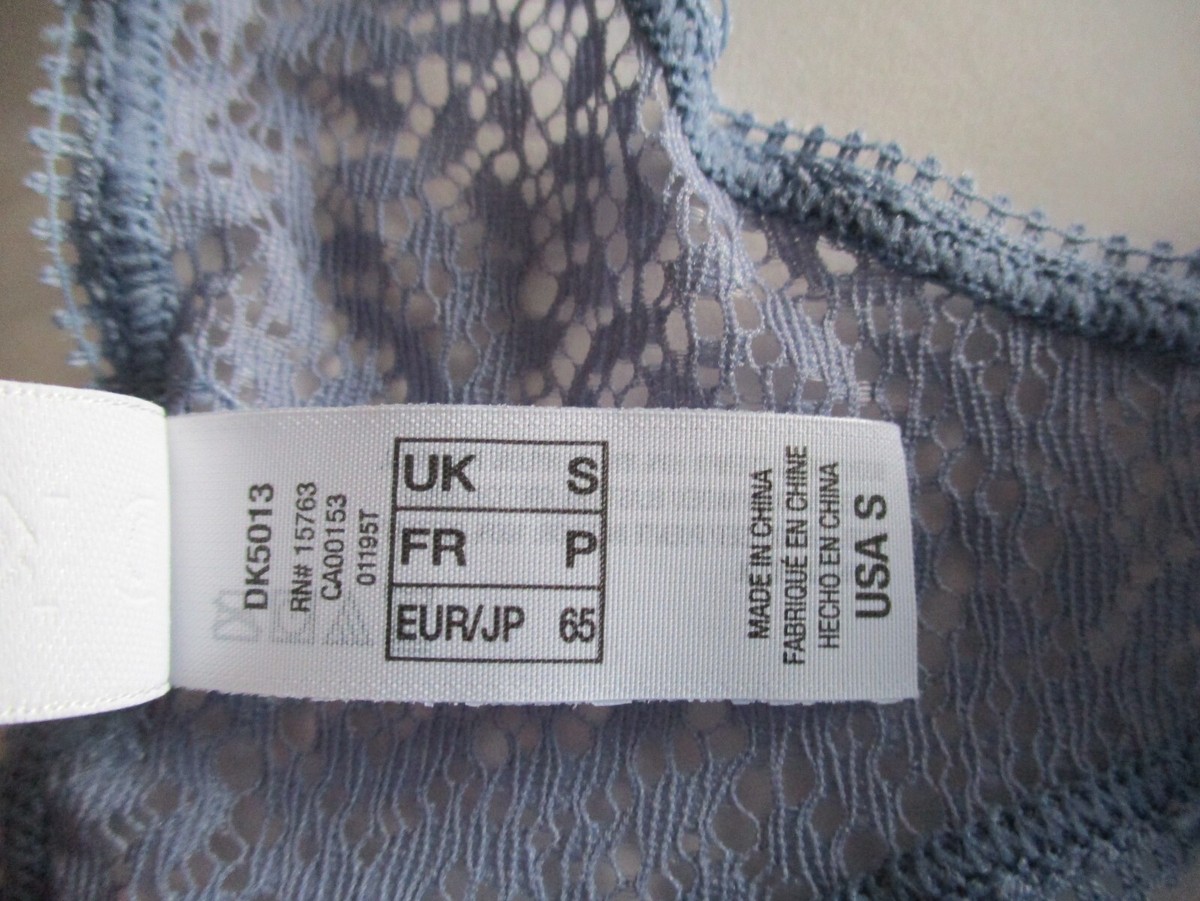 DK5013
RN# 15763
CA00153
01195T
UK S
FR P
EUR/JP 65
MADE IN CHINA
FABRIQUÉ EN CHINE
HECHO EN CHINA
USA S